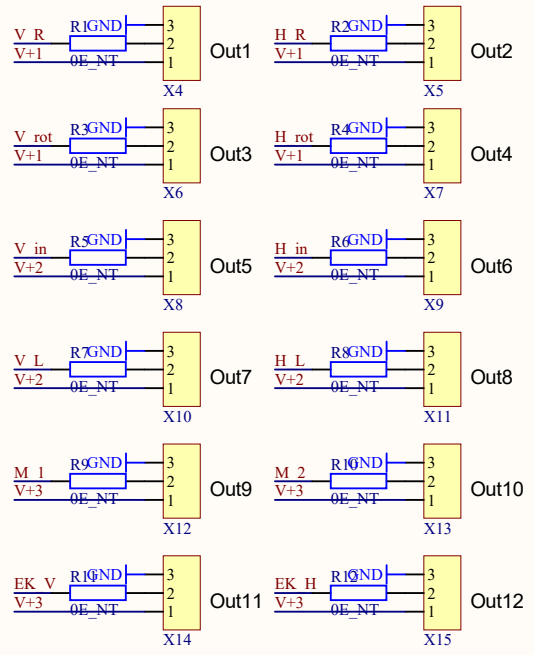 R1 GND 3
V_R 2 Out1
V+1 0E_NT 1
X4
R2 GND 3
H_R 2 Out2
V+1 0E_NT 1
X5
R3 GND 3
V_rot 2 Out3
V+1 0E_NT 1
X6
R4 GND 3
H_rot 2 Out4
V+1 0E_NT 1
X7
R5 GND 3
V_in 2 Out5
V+2 0E_NT 1
X8
R6 GND 3
H_in 2 Out6
V+2 0E_NT 1
X9
R7 GND 3
V_L 2 Out7
V+2 0E_NT 1
X10
R8 GND 3
H_L 2 Out8
V+2 0E_NT 1
X11
R9 GND 3
M_1 2 Out9
V+3 0E_NT 1
X12
R10 GND 3
M_2 2 Out10
V+3 0E_NT 1
X13
R11 GND 3
EK_V 2 Out11
V+3 0E_NT 1
X14
R12 GND 3
EK_H 2 Out12
V+3 0E_NT 1
X15